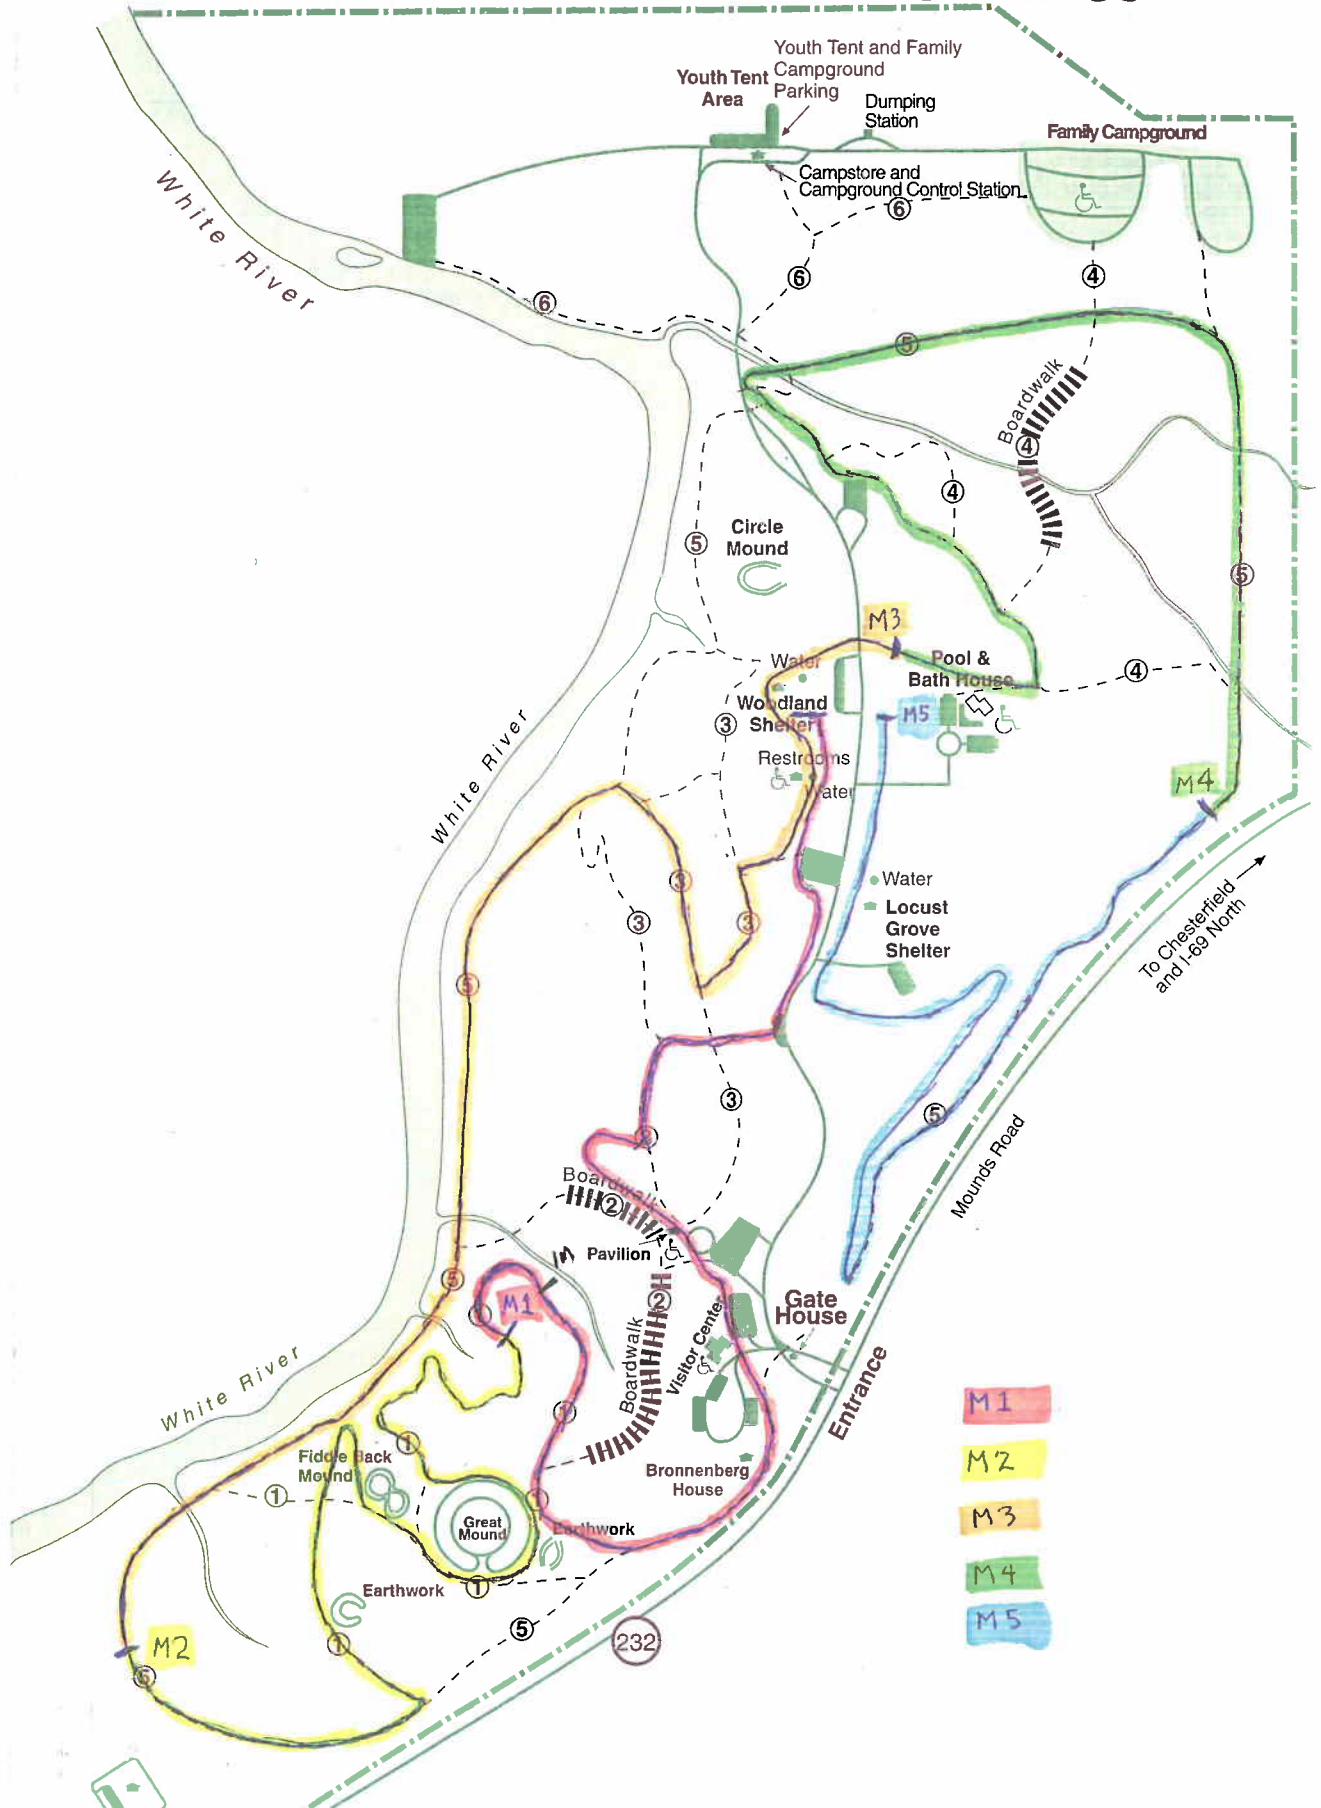 Youth Tent and Family
Campground
Parking
Youth Tent
Area
Dumping
Station
Family Campground
Campstore and
Campground Control Station
White River
6
6
6
4
5
Boardwalk
4
4
Circle
Mound
5
5
M3
Water
Pool &
Bath House
4
Woodland
Shelter
M5
3
Restrooms
Water
M4
White River
3
Water
Locust
Grove
Shelter
3
3
To Chesterfield
and I-69 North
5
3
5
3
Mounds Road
Boardwalk
2
Pavilion
5
M1
1
2
Boardwalk
Visitor Center
Gate
House
Entrance
White River
1
1
Fiddle Back
Mound
1
Bronnenberg
House
M1
M2
M3
M4
M5
1
Great
Mound
Earthwork
1
Earthwork
5
232
1
M2
5